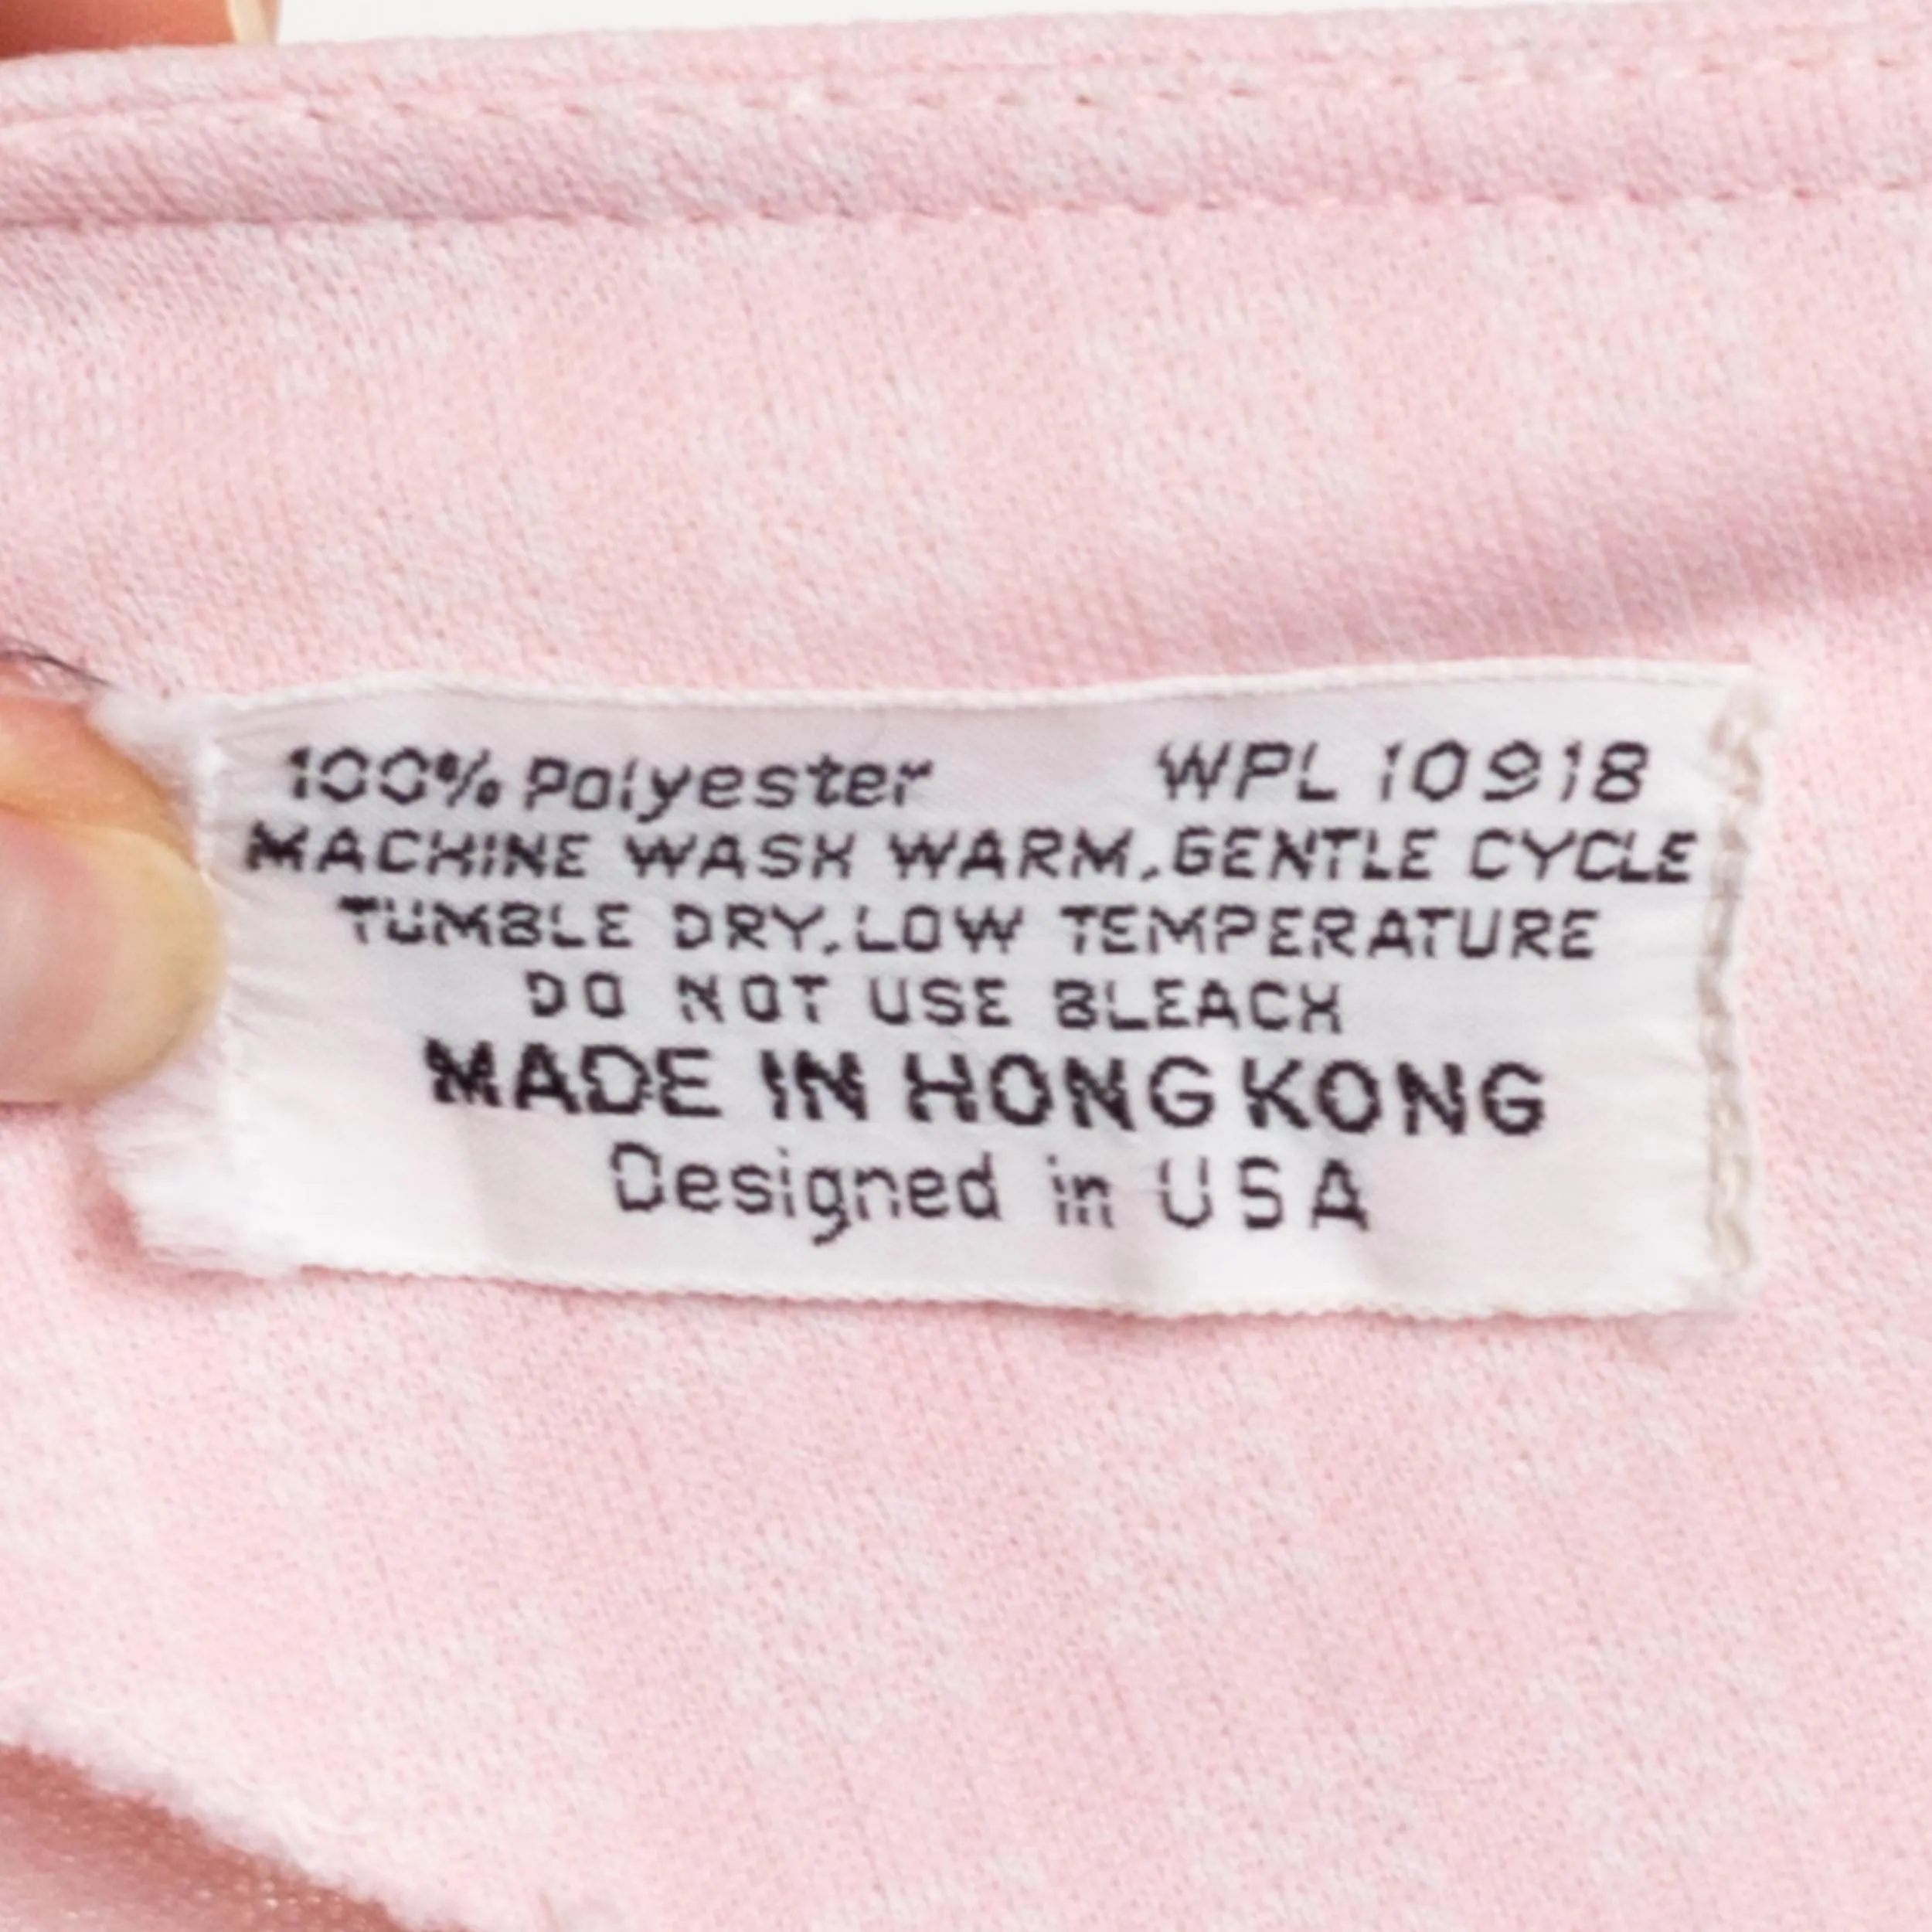 100% Polyester WPL 10918
MACHINE WASH WARM,GENTLE CYCLE
TUMBLE DRY,LOW TEMPERATURE
DO NOT USE BLEACH
MADE IN HONG KONG
Designed in USA